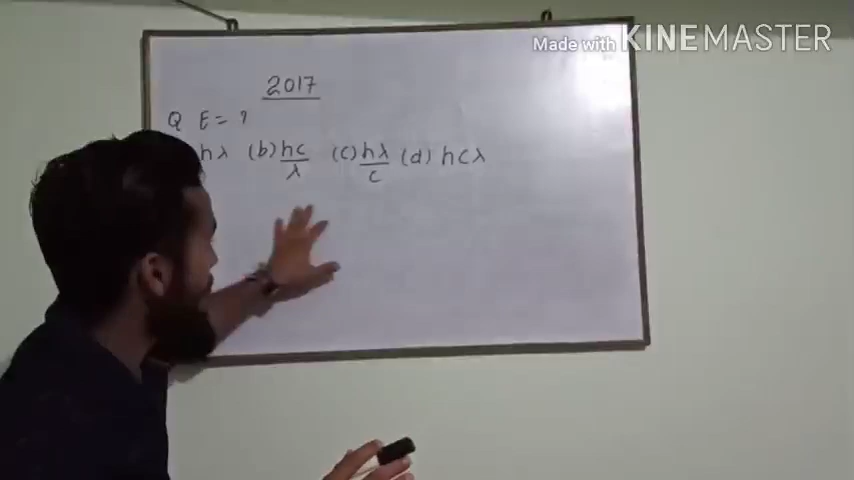 Made with KINEMASTER
2017
Q E = ?
hλ (b) hc/λ (c) hλ/c (d) hcλ